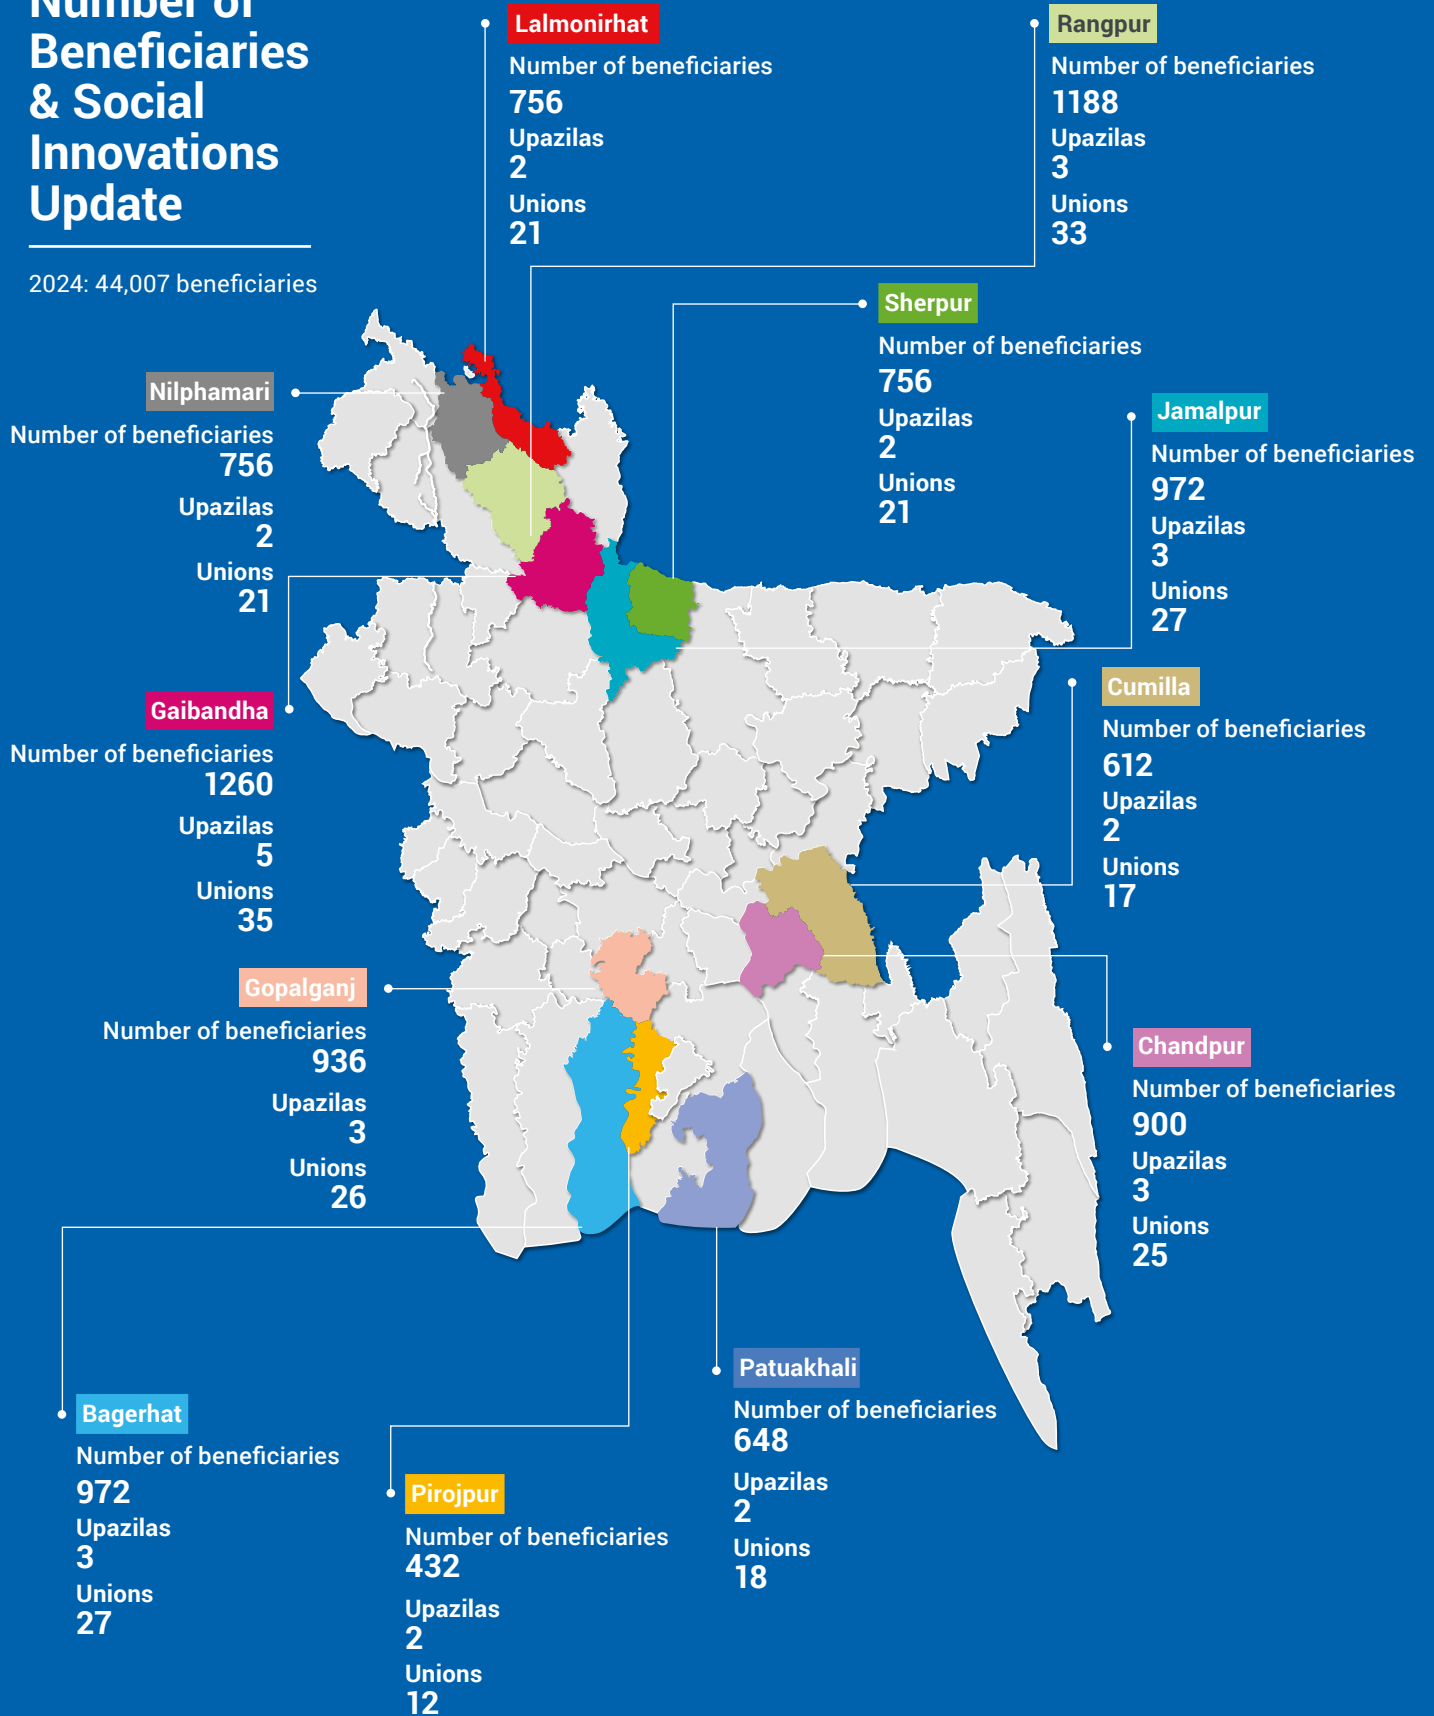 Number of
Beneficiaries
& Social
Innovations
Update
2024: 44,007 beneficiaries
Lalmonirhat
Number of beneficiaries
756
Upazilas
2
Unions
21
Rangpur
Number of beneficiaries
1188
Upazilas
3
Unions
33
Sherpur
Number of beneficiaries
756
Upazilas
2
Unions
21
Nilphamari
Number of beneficiaries
756
Upazilas
2
Unions
21
Jamalpur
Number of beneficiaries
972
Upazilas
3
Unions
27
Gaibandha
Number of beneficiaries
1260
Upazilas
5
Unions
35
Cumilla
Number of beneficiaries
612
Upazilas
2
Unions
17
Gopalganj
Number of beneficiaries
936
Upazilas
3
Unions
26
Chandpur
Number of beneficiaries
900
Upazilas
3
Unions
25
Patuakhali
Number of beneficiaries
648
Upazilas
2
Unions
18
Bagerhat
Number of beneficiaries
972
Upazilas
3
Unions
27
Pirojpur
Number of beneficiaries
432
Upazilas
2
Unions
12